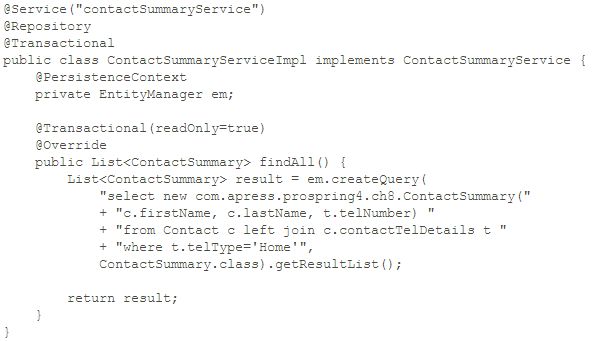 @Service("contactSummaryService")
@Repository
@Transactional
public class ContactSummaryServiceImpl implements ContactSummaryService {
    @PersistenceContext
    private EntityManager em;

    @Transactional(readOnly=true)
    @Override
    public List<ContactSummary> findAll() {
        List<ContactSummary> result = em.createQuery(
            "select new com.apress.prospring4.ch8.ContactSummary("
            + "c.firstName, c.lastName, t.telNumber) "
            + "from Contact c left join c.contactTelDetails t "
            + "where t.telType='Home'",
            ContactSummary.class).getResultList();

        return result;
    }
}